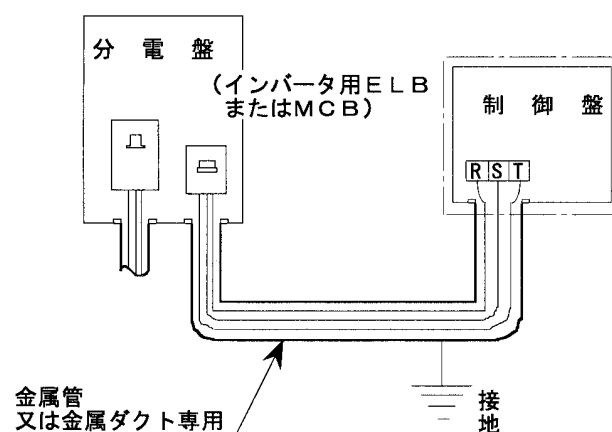 分電盤
（インバータ用ＥＬＢ
またはＭＣＢ）
制御盤
R S T
金属管
又は金属ダクト専用
接地